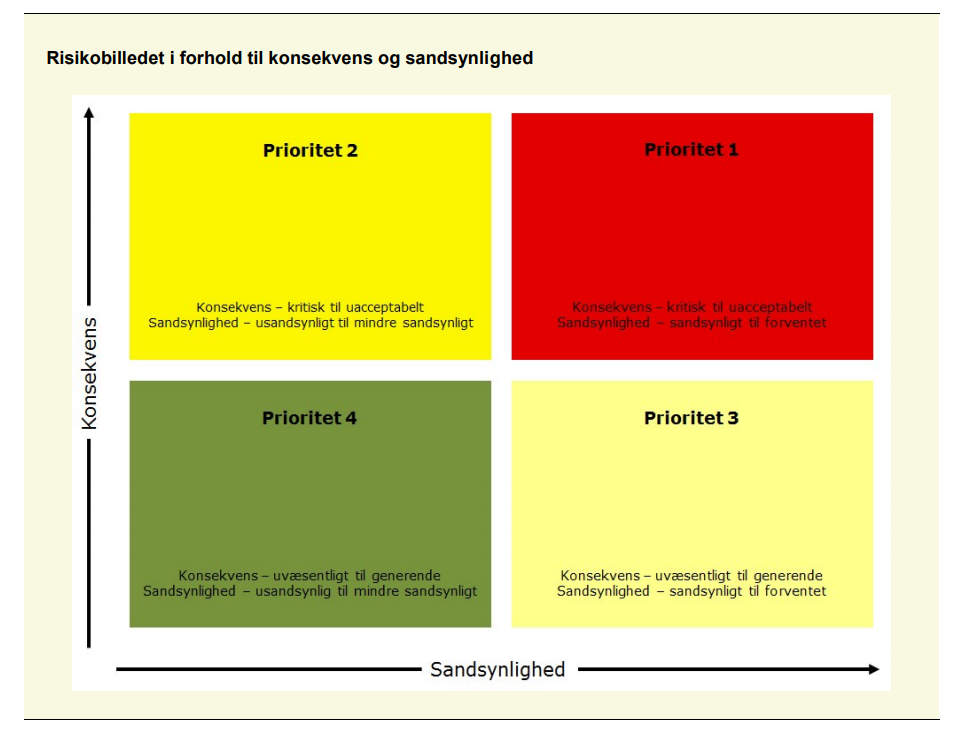 Risikobilledet i forhold til konsekvens og sandsynlighed
Prioritet 2
Konsekvens – kritisk til uacceptabelt
Sandsynlighed – usandsynligt til mindre sandsynligt
Prioritet 1
Konsekvens – kritisk til uacceptabelt
Sandsynlighed – sandsynligt til forventet
Konsekvens
Prioritet 4
Konsekvens – uvæsentligt til generende
Sandsynlighed – usandsynlig til mindre sandsynligt
Prioritet 3
Konsekvens – uvæsentligt til generende
Sandsynlighed – sandsynligt til forventet
Sandsynlighed